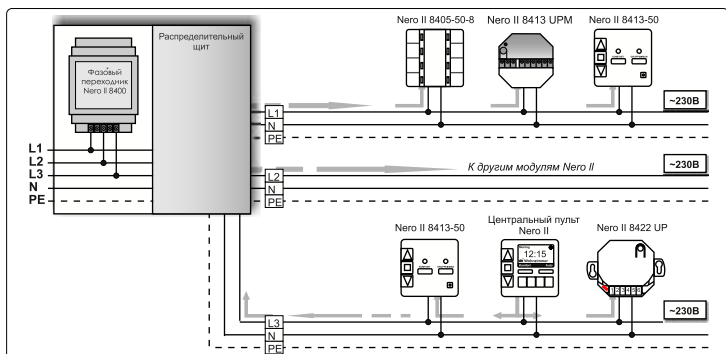 Распределительный
щит
Фазовый
переходник
Nero II 8400
L1
L2
L3
N
PE
Nero II 8405-50-8
Nero II 8413 UPM
Nero II 8413-50
~230В
L1
N
PE
К другим модулям Nero II
~230В
L2
N
PE
Nero II 8413-50
Центральный пульт
Nero II
Nero II 8422 UP
12:15
~230В
L3
N
PE